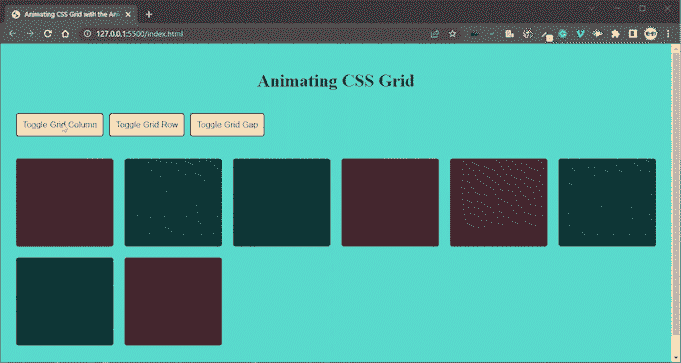 Animating CSS Grid with the Ani
127.0.0.1:5500/index.html
Animating CSS Grid
Toggle Grid Column Toggle Grid Row Toggle Grid Gap